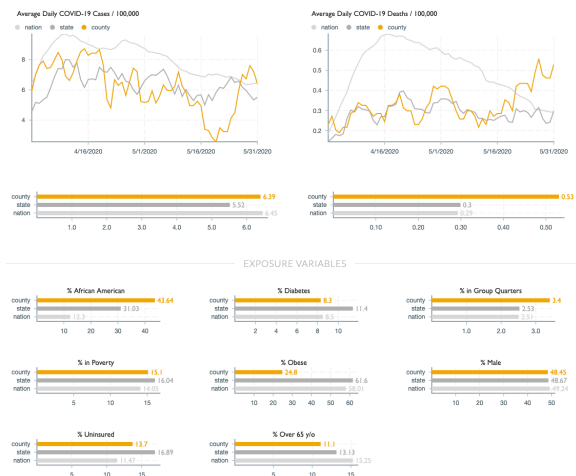 Average Daily COVID-19 Cases / 100,000
nation state county
8
6
4
4/16/2020 5/1/2020 5/16/2020 5/31/2020
Average Daily COVID-19 Deaths / 100,000
nation state county
0.6
0.4
0.3
0.2
4/16/2020 5/1/2020 5/16/2020 5/31/2020
county 6.39
state 5.52
nation 6.45
1.0 2.0 3.0 4.0 5.0 6.0
county 0.53
state 0.3
nation 0.29
0.10 0.20 0.30 0.40 0.50
EXPOSURE VARIABLES
% African American
county 43.64
state 31.03
nation 12.3
10 20 30 40
% Diabetes
county 8.3
state 11.4
nation 8.5
2 4 6 8 10
% in Group Quarters
county 3.4
state 2.53
nation 2.51
1.0 2.0 3.0
% in Poverty
county 15.1
state 16.04
nation 14.05
5 10 15
% Obese
county 24.8
state 61.6
nation 58.01
10 20 30 40 50 60
% Male
county 48.45
state 48.67
nation 49.24
10 20 30 40 50
% Uninsured
county 13.7
state 16.89
nation 11.47
5 10 16
% Over 65 y/o
county 11.1
state 13.13
nation 15.25
5 10 15